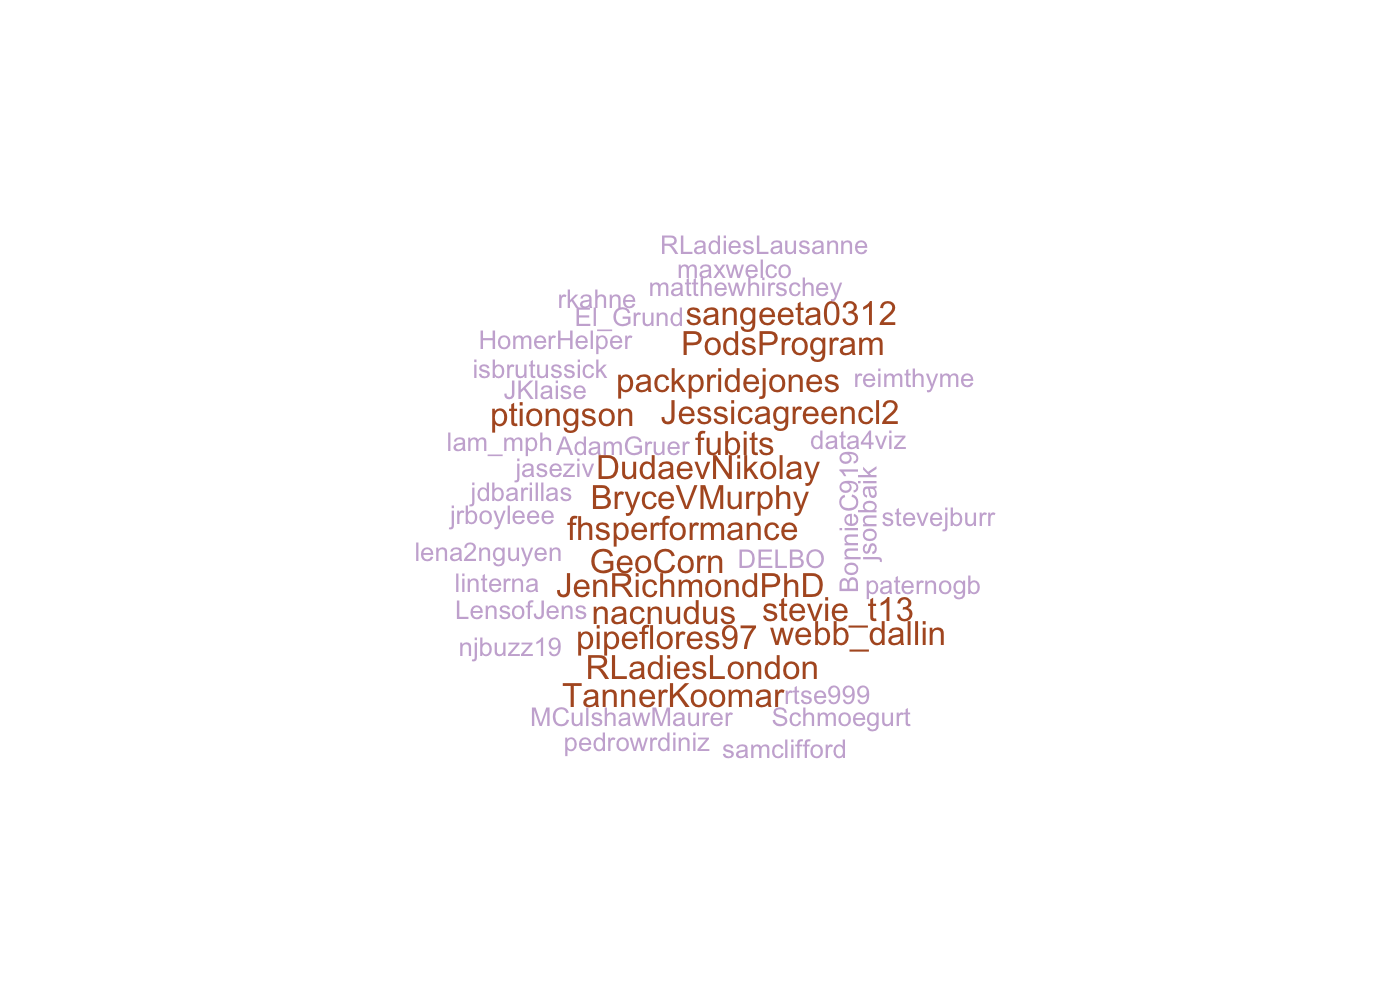 RLadiesLausanne
maxwelco
matthewhirschey
rkahne
El_Grund sangeeta0312
HomerHelper PodsProgram
isbrutussick packpridejones reimthyme
JKlaise
ptiongson Jessicagreencl2
lam_mph AdamGruer fubits data4viz
jaseziv DudaevNikolay
jdbarillas BryceVMurphy
BonnieC919
jsonbaik
jrboyleee fhsperformance stevejburr
lena2nguyen GeoCorn DELBO
linterna JenRichmondPhD paternogb
LensofJens nacnudus stevie_t13
njbuzz19 pipeflores97 webb_dallin
RLadiesLondon
TannerKoomar rtse999
MCulshawMaurer Schmoegurt
pedrowrdiniz samclifford